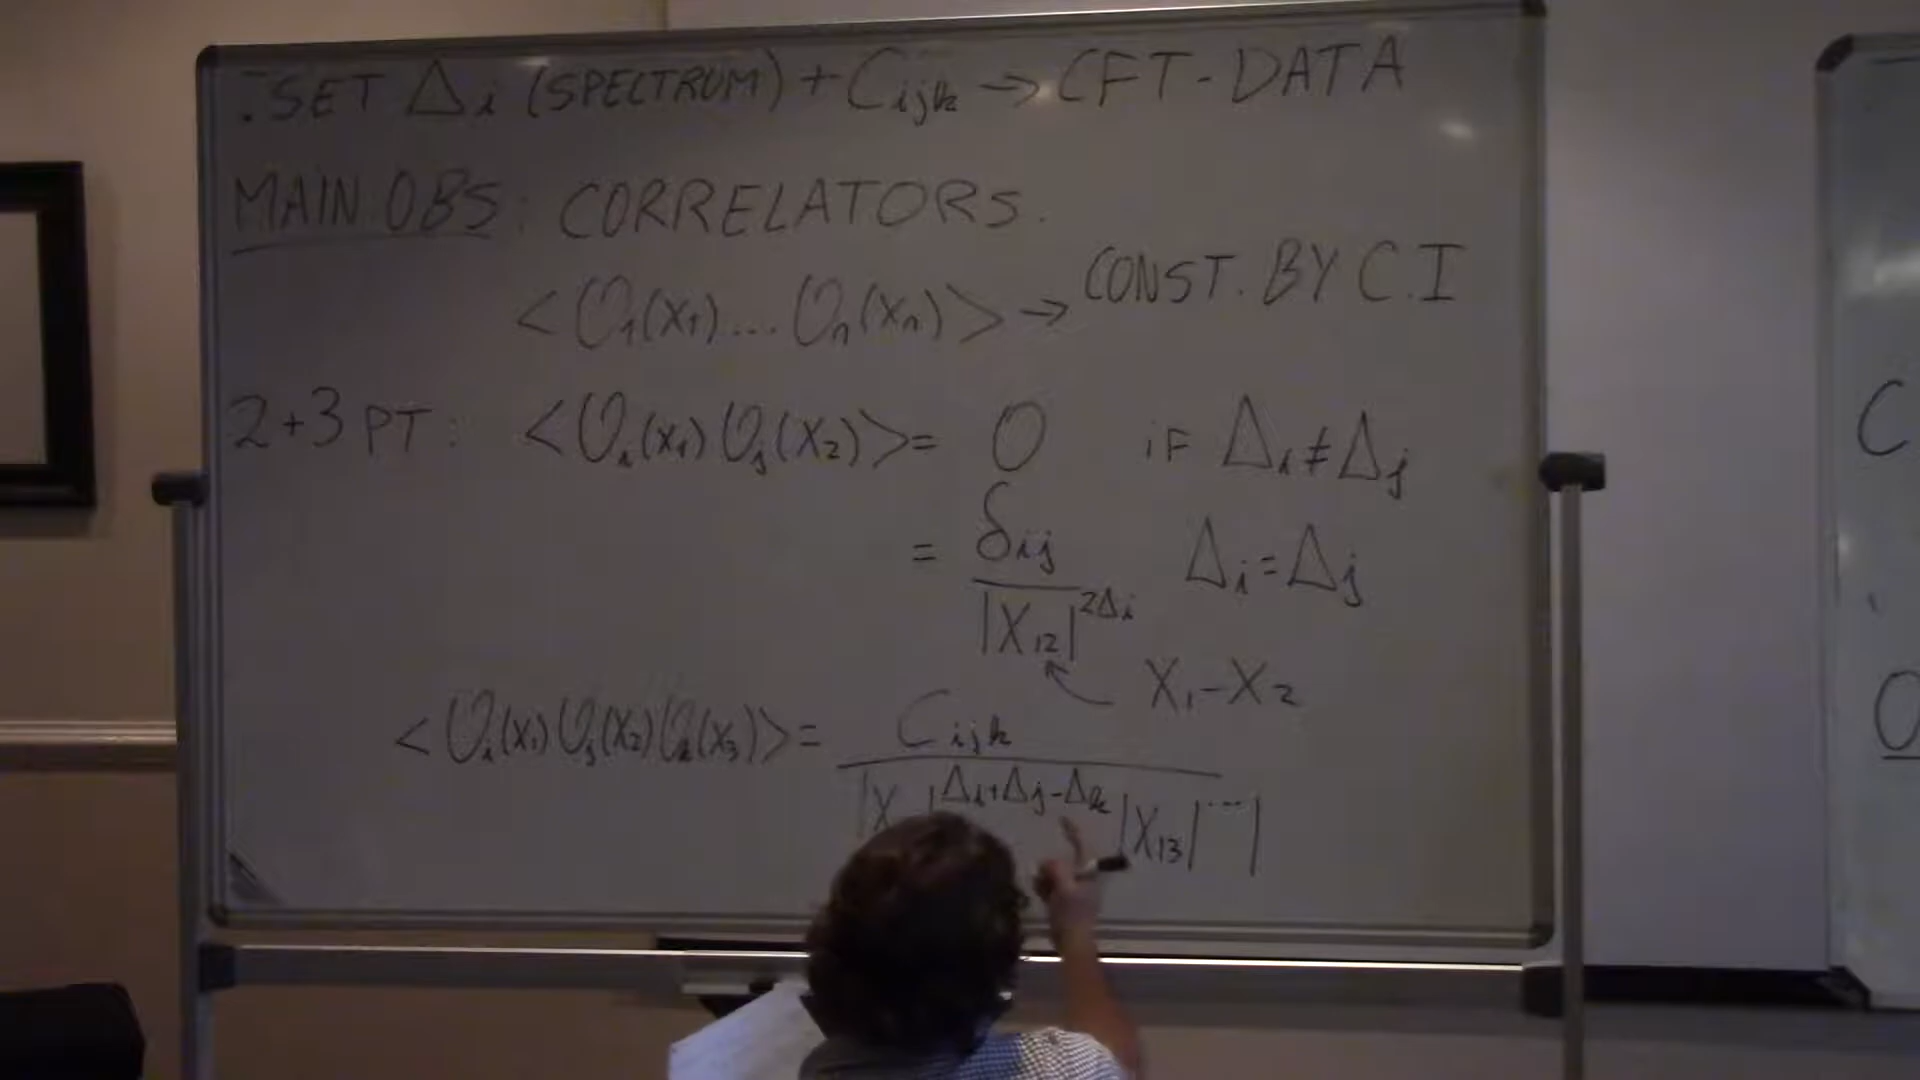 : SET Δi (SPECTRUM) + Cijk → CFT-DATA
MAIN OBS: CORRELATORS.
<O1(x1)...On(xn)> → CONST. BY C.I
2+3 PT: <Oi(x1) Oj(x2)> = 0 iF Δi ≠ Δj
= δij / |X12|^2Δi Δi = Δj
X1-X2
<Oi(x1) Oj(x2) Ok(x3)> = Cijk / |X |^Δi+Δj-Δk |X13|^... |
C
O